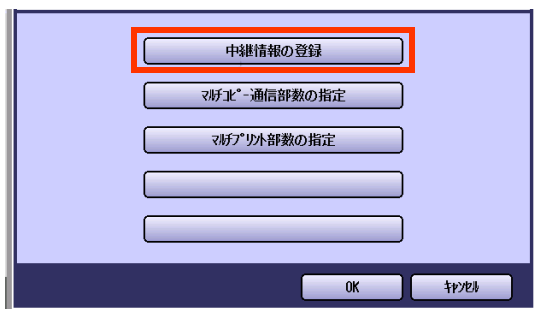 中継情報の登録
ﾏﾙﾁｺﾋﾟｰ通信部数の指定
ﾏﾙﾁﾌﾟﾘﾝﾄ部数の指定
OK
ｷｬﾝｾﾙ